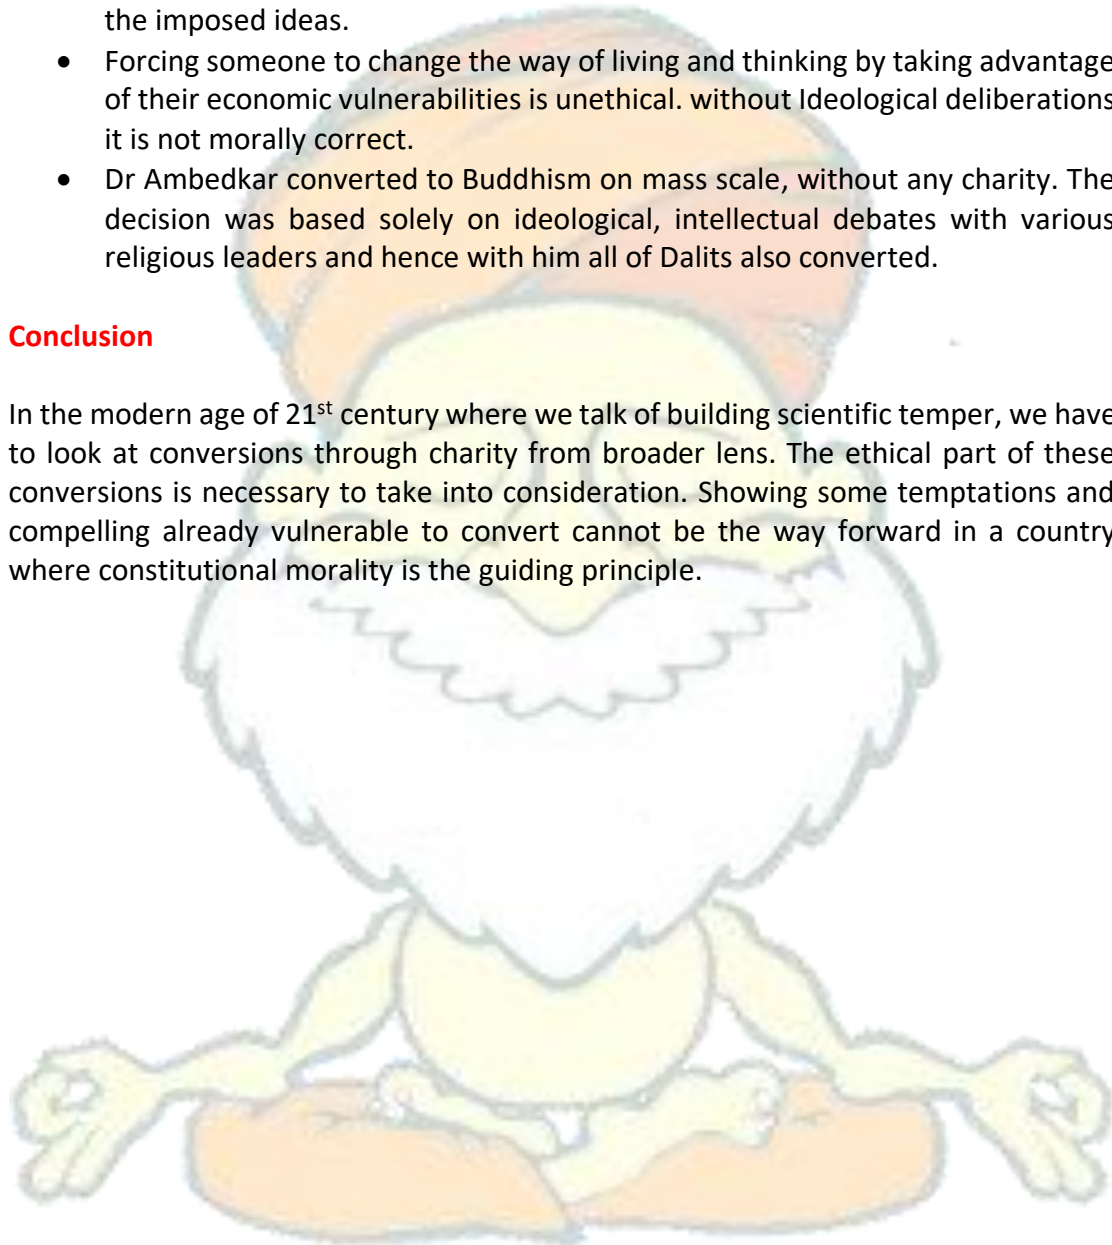 the imposed ideas.
• Forcing someone to change the way of living and thinking by taking advantage
of their economic vulnerabilities is unethical. without Ideological deliberations
it is not morally correct.
• Dr Ambedkar converted to Buddhism on mass scale, without any charity. The
decision was based solely on ideological, intellectual debates with various
religious leaders and hence with him all of Dalits also converted.
Conclusion
In the modern age of 21st century where we talk of building scientific temper, we have
to look at conversions through charity from broader lens. The ethical part of these
conversions is necessary to take into consideration. Showing some temptations and
compelling already vulnerable to convert cannot be the way forward in a country
where constitutional morality is the guiding principle.